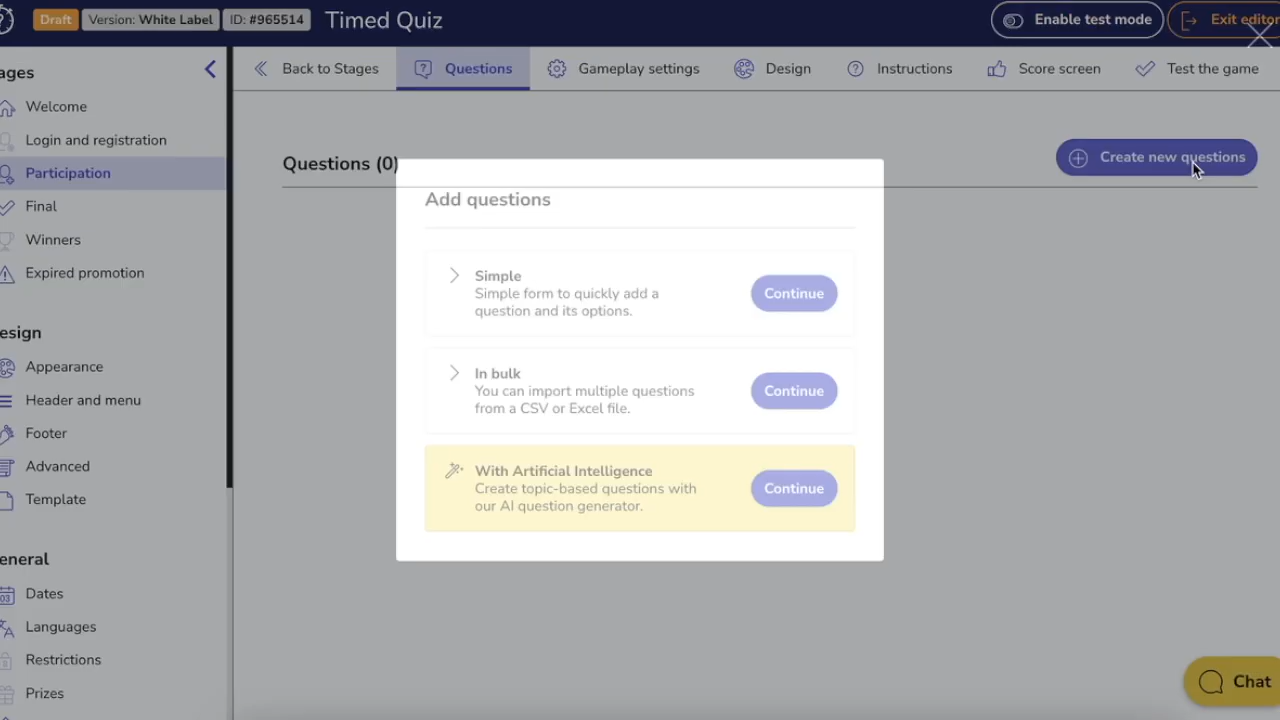 Draft
Version: White Label
ID: #965514
Timed Quiz
Enable test mode
Exit editor
ages
Welcome
Login and registration
Participation
Final
Winners
Expired promotion
esign
Appearance
Header and menu
Footer
Advanced
Template
eneral
Dates
Languages
Restrictions
Prizes
Back to Stages
Questions
Gameplay settings
Design
Instructions
Score screen
Test the game
Questions (0)
Create new questions
Add questions
Simple
Simple form to quickly add a
question and its options.
Continue
In bulk
You can import multiple questions
from a CSV or Excel file.
Continue
With Artificial Intelligence
Create topic-based questions with
our AI question generator.
Continue
Chat